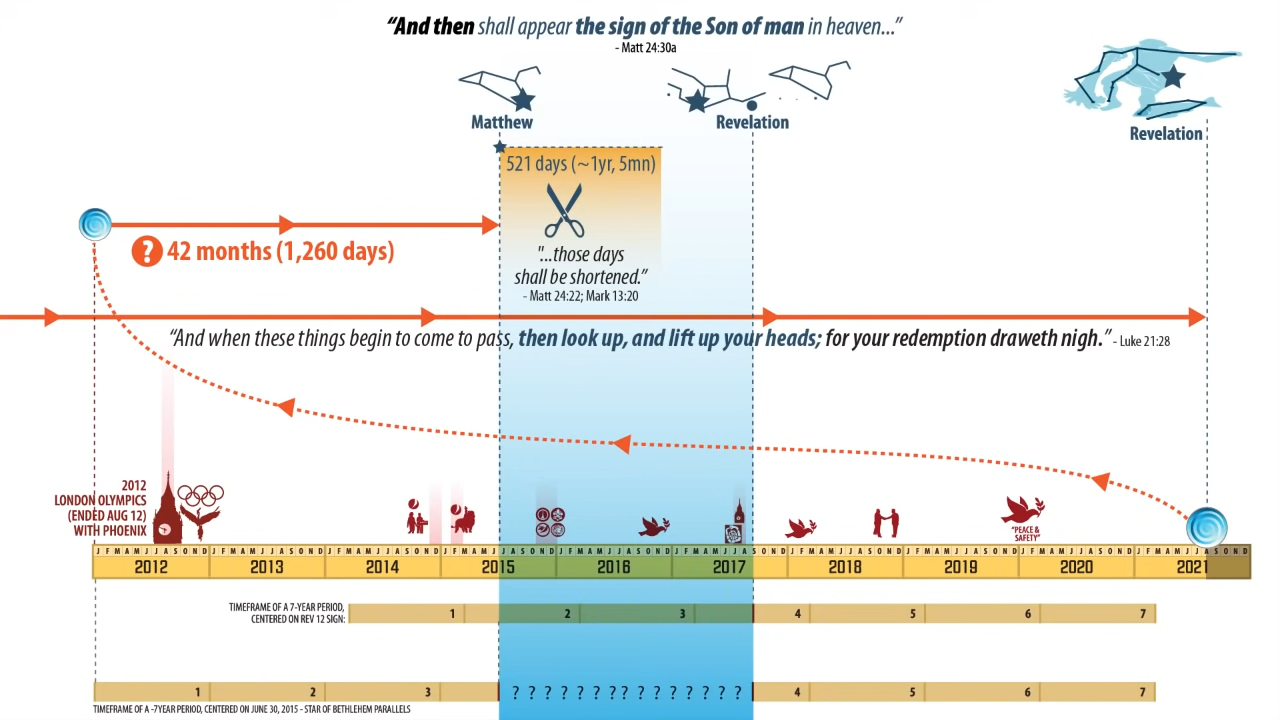 “And then shall appear the sign of the Son of man in heaven...”
- Matt 24:30a
Matthew
Revelation
Revelation
521 days (~1yr, 5mn)
"...those days
shall be shortened.”
- Matt 24:22; Mark 13:20
? 42 months (1,260 days)
“And when these things begin to come to pass, then look up, and lift up your heads; for your redemption draweth nigh.” - Luke 21:28
2012
LONDON OLYMPICS
(ENDED AUG 12)
WITH PHOENIX
“PEACE &
SAFETY”
J F M A M J J A S O N D J F M A M J J A S O N D J F M A M J J A S O N D J F M A M J J A S O N D J F M A M J J A S O N D J F M A M J J A S O N D J F M A M J J A S O N D J F M A M J J A S O N D J F M A M J J A S O N D J F M A M J J A S O N D
2012 2013 2014 2015 2016 2017 2018 2019 2020 2021
TIMEFRAME OF A 7-YEAR PERIOD,
CENTERED ON REV 12 SIGN:
1 2 3 4 5 6 7
1 2 3 ? ? ? ? ? ? ? ? ? ? ? ? ? ? ? 4 5 6 7
TIMEFRAME OF A -7YEAR PERIOD, CENTERED ON JUNE 30, 2015 - STAR OF BETHLEHEM PARALLELS